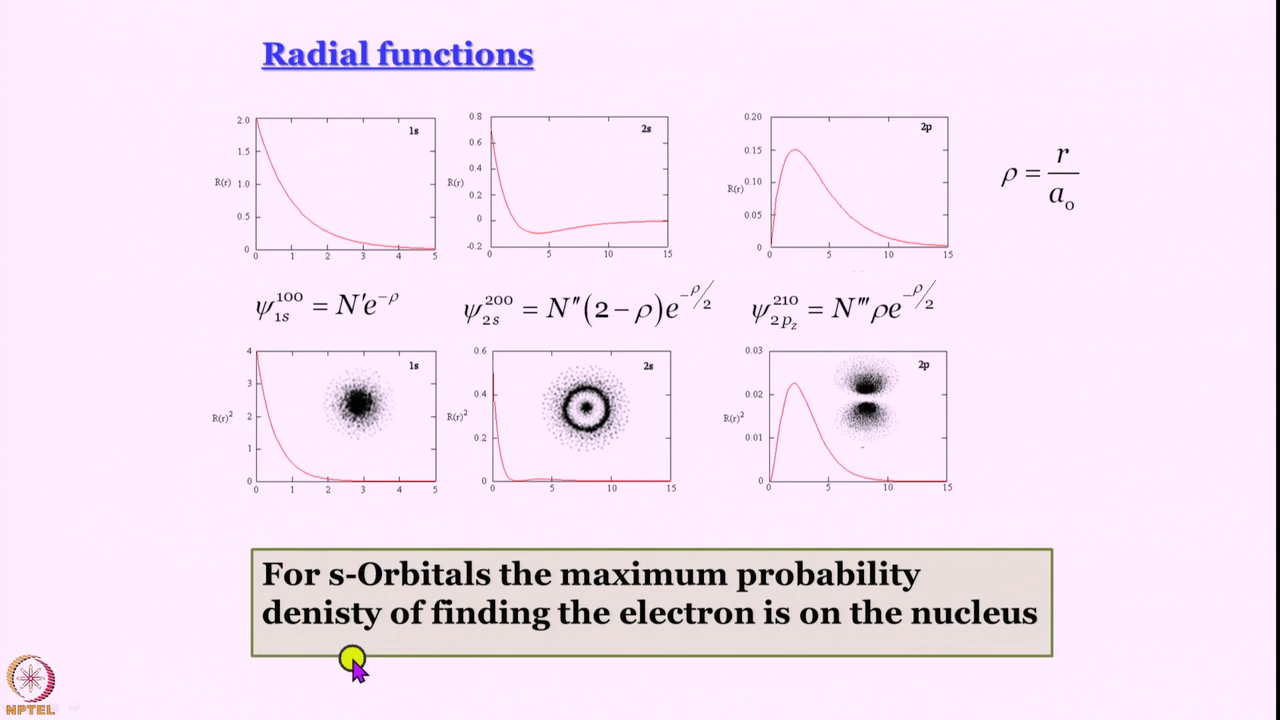 Radial functions
2.0
1.5
R(r) 1.0
0.5
0
0 1 2 3 4 5
1s
0.8
0.6
0.4
R(r)
0.2
0
-0.2
0 5 10 15
2s
0.20
0.15
R(r) 0.10
0.05
0
0 5 10 15
2p
ρ = r/a₀
ψ₁ₛ¹⁰⁰ = N'e^(−ρ)
ψ₂ₛ²⁰⁰ = N''(2 − ρ)e^(−ρ/2)
ψ_(2p_z)²¹⁰ = N'''ρe^(−ρ/2)
4
3
R(r)² 2
1
0
0 1 2 3 4 5
1s
0.6
0.4
R(r)²
0.2
0
0 5 10 15
2s
0.03
0.02
R(r)²
0.01
0
0 5 10 15
2p
For s-Orbitals the maximum probability
denisty of finding the electron is on the nucleus
NPTEL